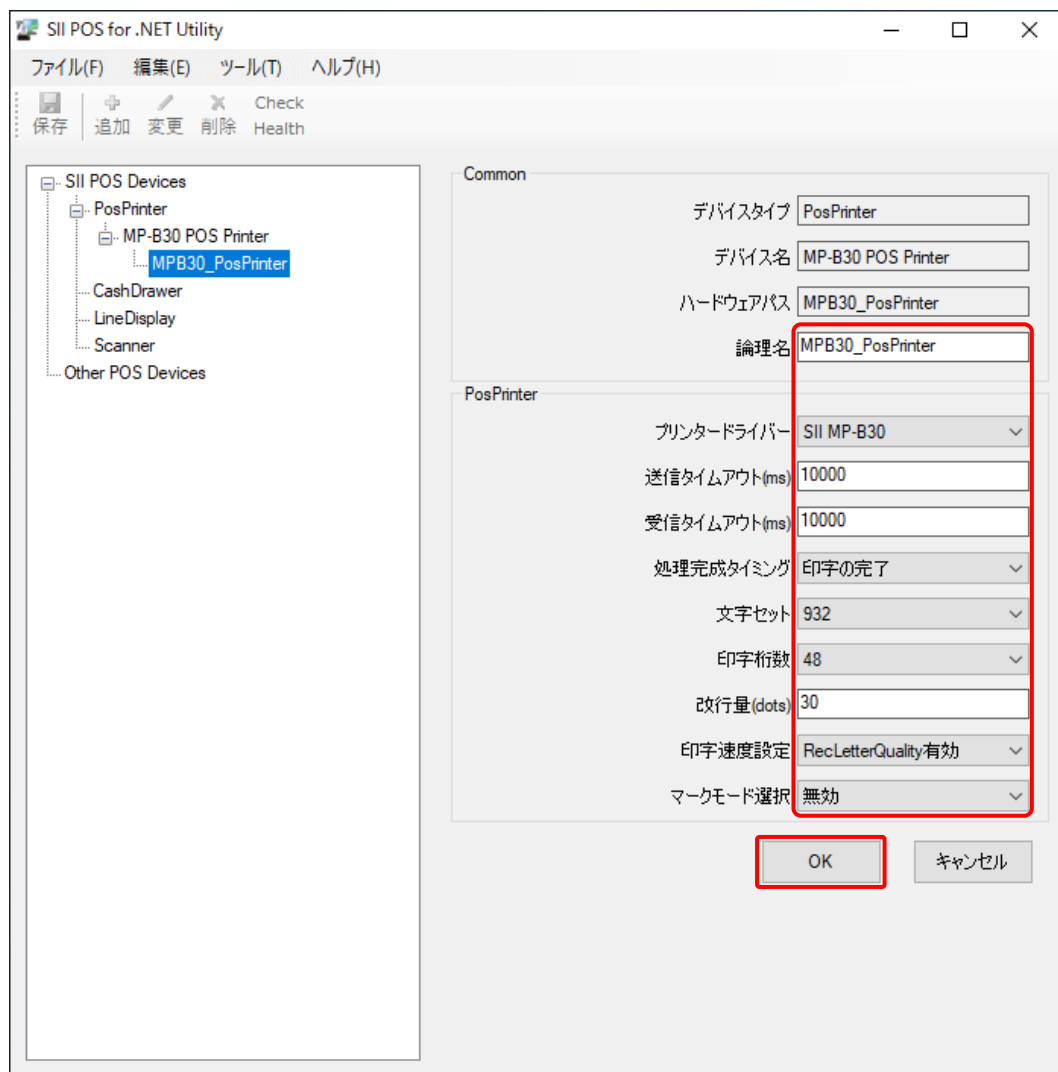 SII POS for .NET Utility
ファイル(F) 編集(E) ツール(T) ヘルプ(H)
保存 追加 変更 削除 Check Health
SII POS Devices
PosPrinter
MP-B30 POS Printer
MPB30_PosPrinter
CashDrawer
LineDisplay
Scanner
Other POS Devices
Common
デバイスタイプ PosPrinter
デバイス名 MP-B30 POS Printer
ハードウェアパス MPB30_PosPrinter
論理名 MPB30_PosPrinter
PosPrinter
プリンタードライバー SII MP-B30
送信タイムアウト(ms) 10000
受信タイムアウト(ms) 10000
処理完成タイミング 印字の完了
文字セット 932
印字桁数 48
改行量(dots) 30
印字速度設定 RecLetterQuality有効
マークモード選択 無効
OK キャンセル